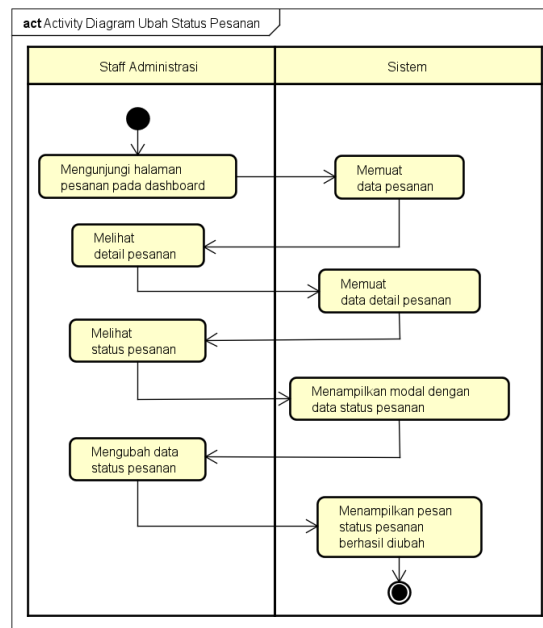 act Activity Diagram Ubah Status Pesanan
Staff Administrasi
Sistem
Mengunjungi halaman
pesanan pada dashboard
Memuat
data pesanan
Melihat
detail pesanan
Memuat
data detail pesanan
Melihat
status pesanan
Menampilkan modal dengan
data status pesanan
Mengubah data
status pesanan
Menampilkan pesan
status pesanan
berhasil diubah